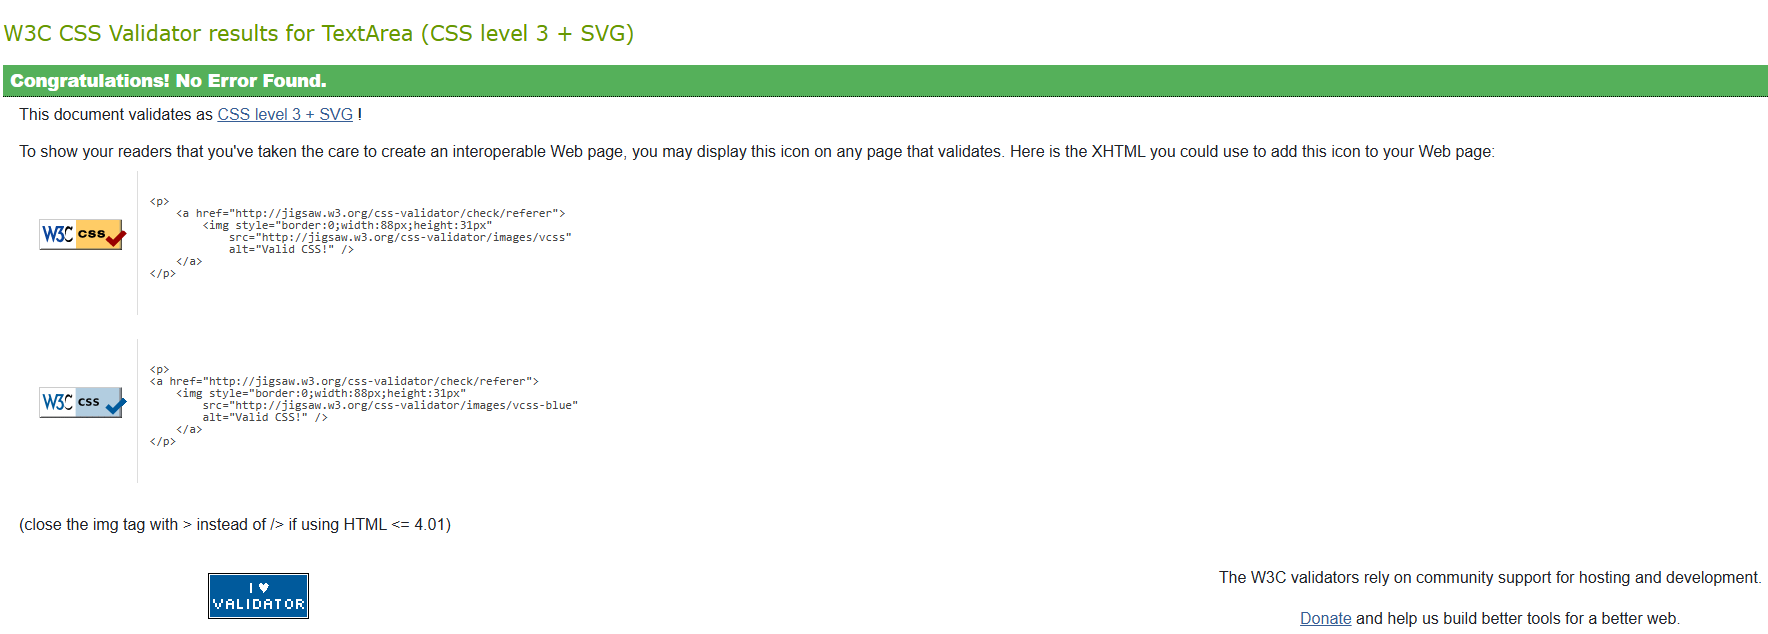 W3C CSS Validator results for TextArea (CSS level 3 + SVG)
Congratulations! No Error Found.
This document validates as CSS level 3 + SVG !
To show your readers that you've taken the care to create an interoperable Web page, you may display this icon on any page that validates. Here is the XHTML you could use to add this icon to your Web page:
W3C css
<p>
    <a href="http://jigsaw.w3.org/css-validator/check/referer">
        <img style="border:0;width:88px;height:31px"
            src="http://jigsaw.w3.org/css-validator/images/vcss"
            alt="Valid CSS!" />
    </a>
</p>
W3C css
<p>
<a href="http://jigsaw.w3.org/css-validator/check/referer">
    <img style="border:0;width:88px;height:31px"
        src="http://jigsaw.w3.org/css-validator/images/vcss-blue"
        alt="Valid CSS!" />
    </a>
</p>
(close the img tag with > instead of /> if using HTML <= 4.01)
I ♥
VALIDATOR
The W3C validators rely on community support for hosting and development.
Donate and help us build better tools for a better web.